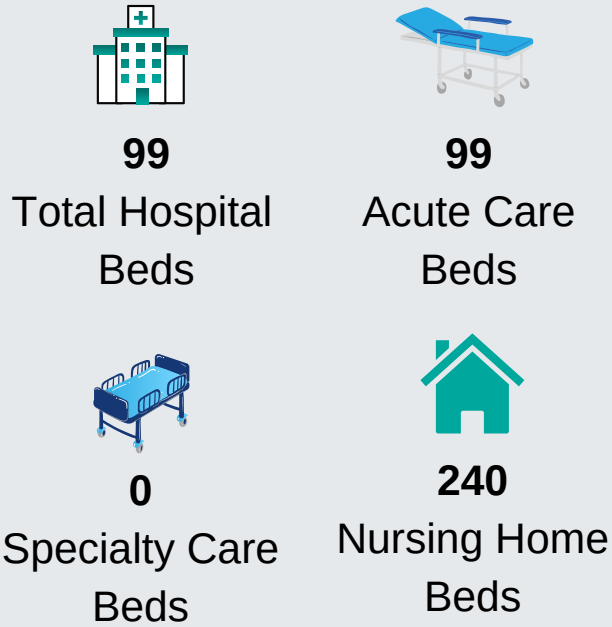 99
Total Hospital
Beds
99
Acute Care
Beds
0
Specialty Care
Beds
240
Nursing Home
Beds